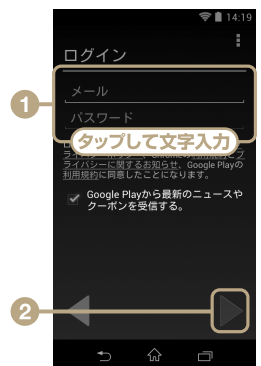 14:19
ログイン
1
メール
パスワード
タップして文字入力
ライバシーに関するお知らせ、Google Playの
利用規約に同意したことになります。
Google Playから最新のニュースや
クーポンを受信する。
2